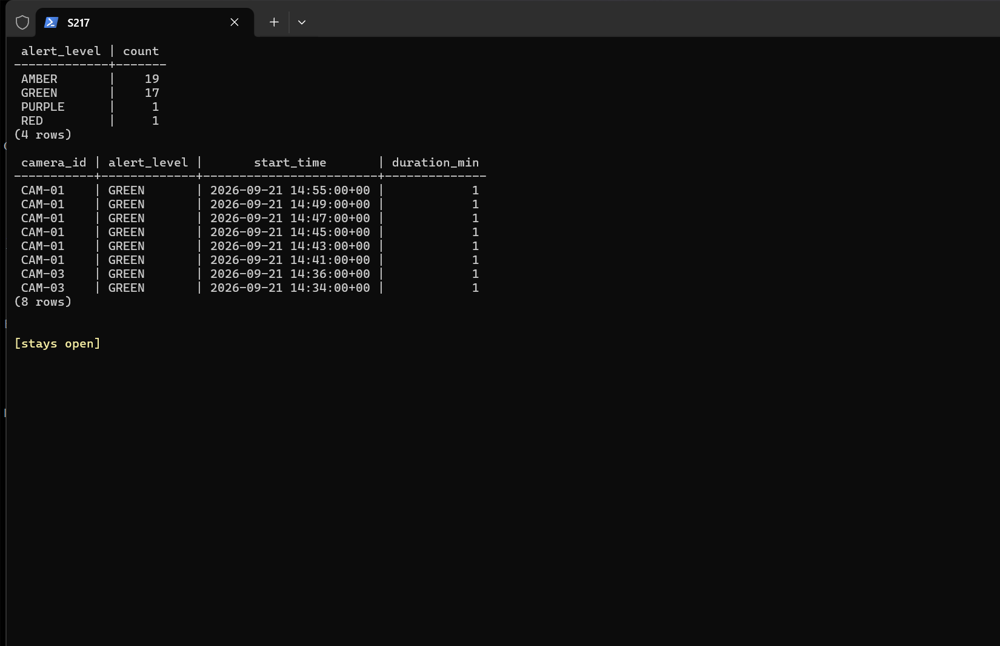 S217
 alert_level | count
-------------+-------
 AMBER       |    19
 GREEN       |    17
 PURPLE      |     1
 RED         |     1
(4 rows)
 camera_id | alert_level |       start_time       | duration_min
-----------+-------------+------------------------+--------------
 CAM-01    | GREEN       | 2026-09-21 14:55:00+00 |            1
 CAM-01    | GREEN       | 2026-09-21 14:49:00+00 |            1
 CAM-01    | GREEN       | 2026-09-21 14:47:00+00 |            1
 CAM-01    | GREEN       | 2026-09-21 14:45:00+00 |            1
 CAM-01    | GREEN       | 2026-09-21 14:43:00+00 |            1
 CAM-01    | GREEN       | 2026-09-21 14:41:00+00 |            1
 CAM-03    | GREEN       | 2026-09-21 14:36:00+00 |            1
 CAM-03    | GREEN       | 2026-09-21 14:34:00+00 |            1
(8 rows)
[stays open]